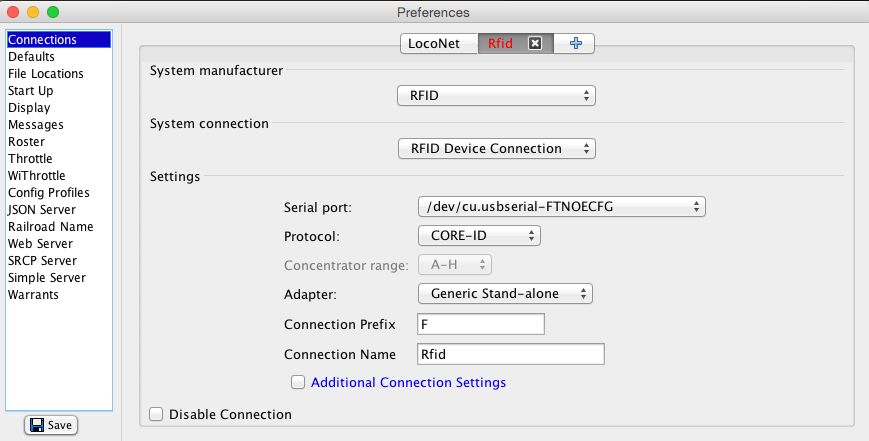 Preferences
Connections
Defaults
File Locations
Start Up
Display
Messages
Roster
Throttle
WiThrottle
Config Profiles
JSON Server
Railroad Name
Web Server
SRCP Server
Simple Server
Warrants
Save
LocoNet Rfid
System manufacturer
RFID
System connection
RFID Device Connection
Settings
Serial port: /dev/cu.usbserial-FTNOECFG
Protocol: CORE-ID
Concentrator range: A-H
Adapter: Generic Stand-alone
Connection Prefix F
Connection Name Rfid
Additional Connection Settings
Disable Connection